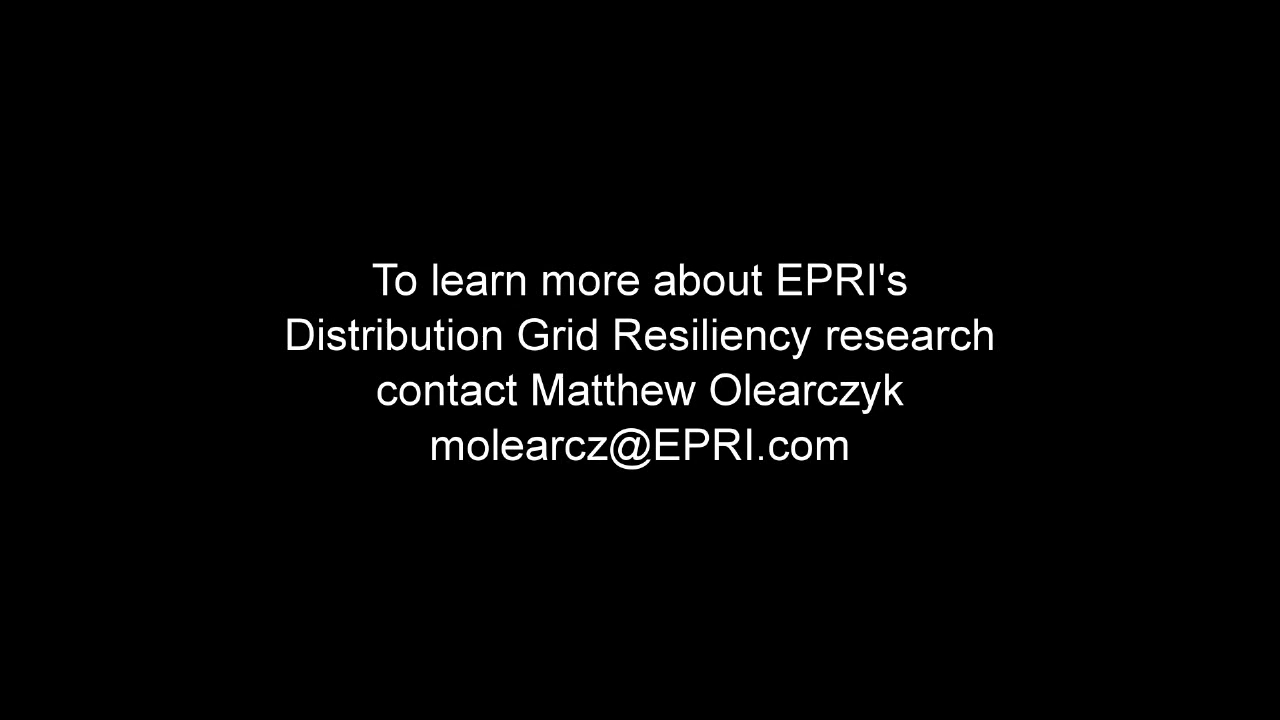 To learn more about EPRI's
Distribution Grid Resiliency research
contact Matthew Olearczyk
molearcz@EPRI.com